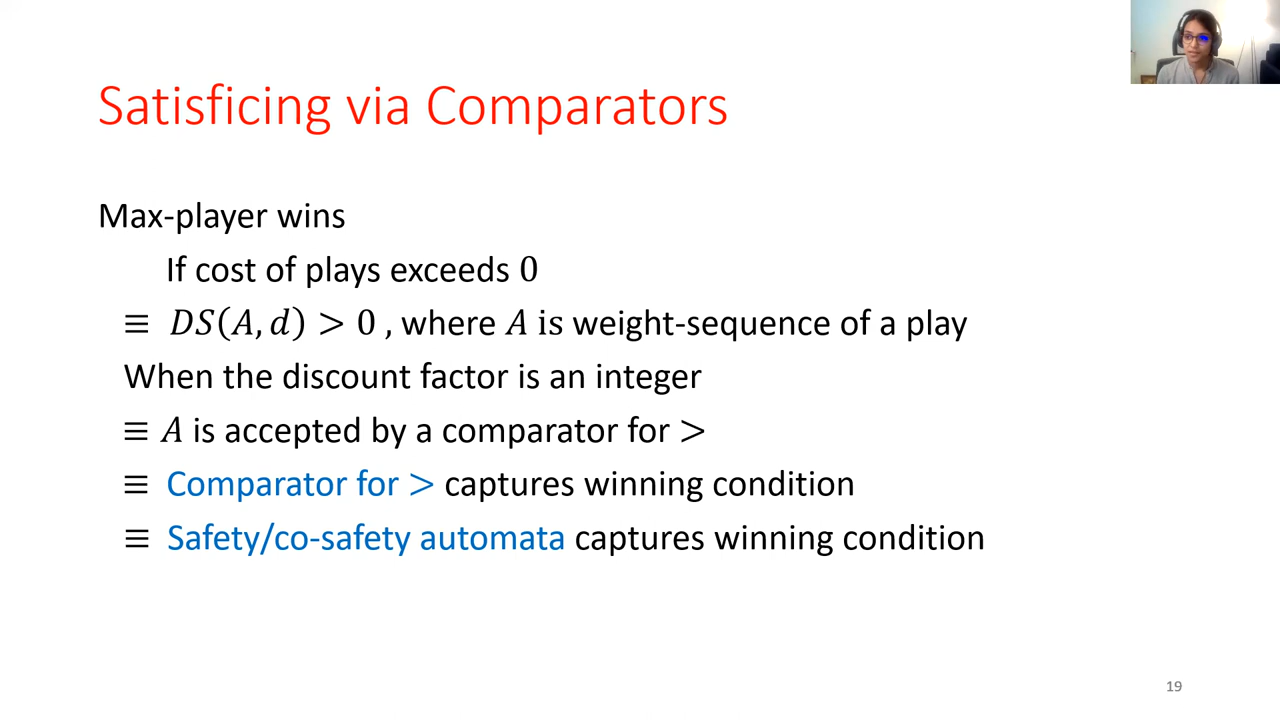 Satisficing via Comparators
Max-player wins
If cost of plays exceeds 0
≡ DS(A, d) > 0 , where A is weight-sequence of a play
When the discount factor is an integer
≡ A is accepted by a comparator for >
≡ Comparator for > captures winning condition
≡ Safety/co-safety automata captures winning condition
19